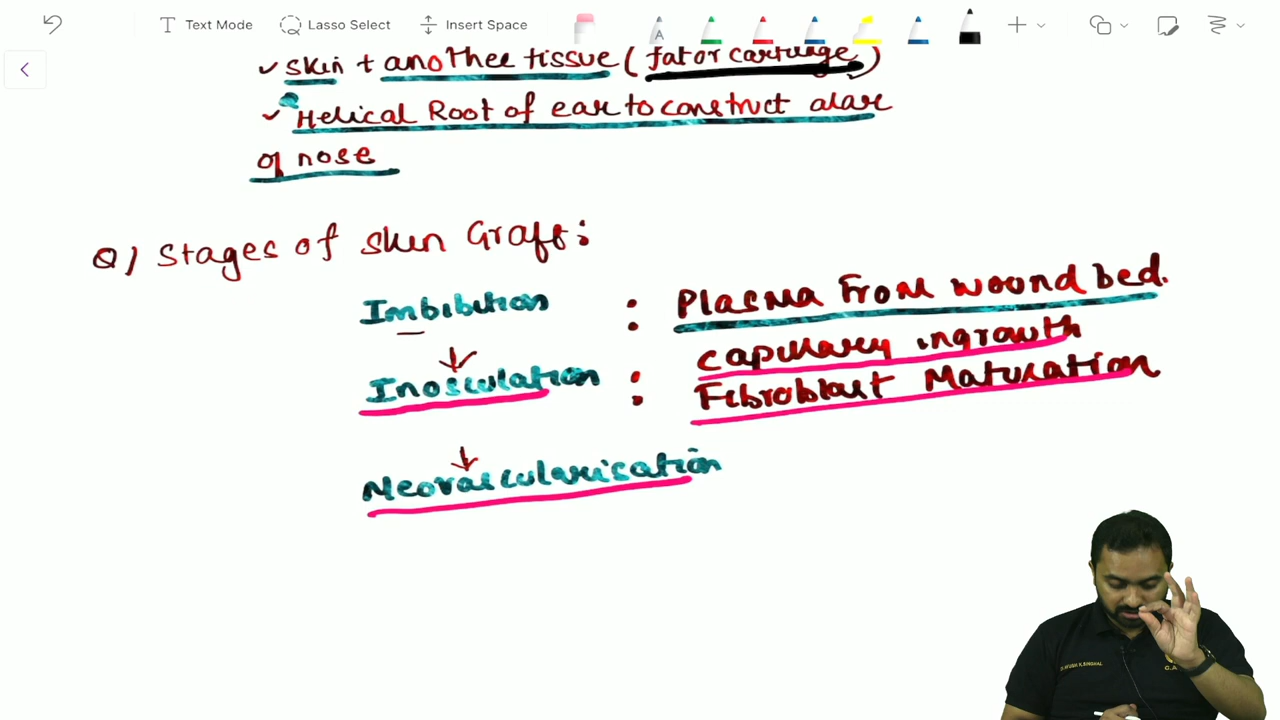 Text Mode Lasso Select Insert Space
✓ skin + another tissue ( fat or cartilage )
✓ Helical Root of ear to construct alar
of nose
Q) Stages of skin Graft:
Imbibition : Plasma from wound bed.
↓
Inosculation : capillary ingrowth
Fibroblast Maturation
↓
Neovascularisation